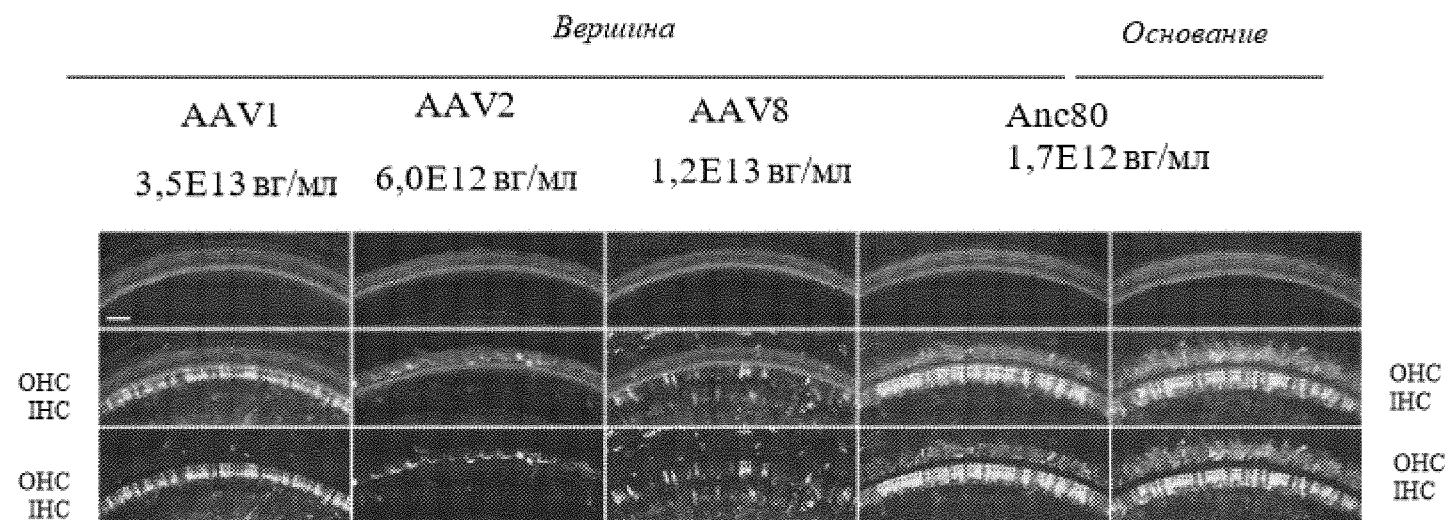 Вершина
Основание
AAV1
AAV2
AAV8
Anc80
3,5E13 вг/мл
6,0E12 вг/мл
1,2E13 вг/мл
1,7E12 вг/мл
OHC
IHC
OHC
IHC
OHC
IHC
OHC
IHC